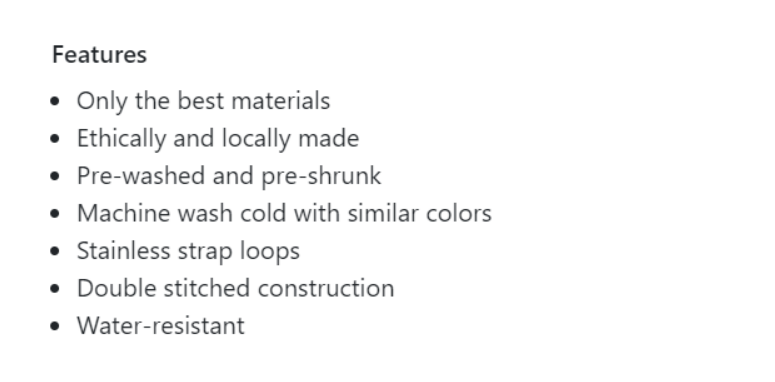 Features
• Only the best materials
• Ethically and locally made
• Pre-washed and pre-shrunk
• Machine wash cold with similar colors
• Stainless strap loops
• Double stitched construction
• Water-resistant